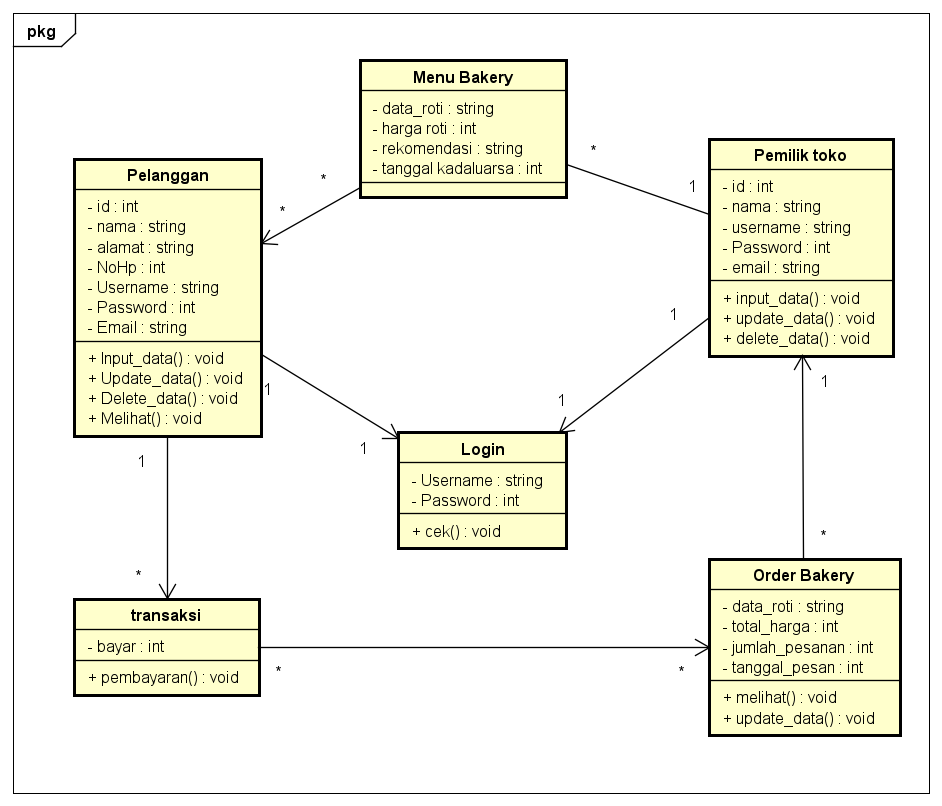 pkg
Menu Bakery
- data_roti : string
- harga roti : int
- rekomendasi : string
- tanggal kadaluarsa : int
Pelanggan
- id : int
- nama : string
- alamat : string
- NoHp : int
- Username : string
- Password : int
- Email : string
+ Input_data() : void
+ Update_data() : void
+ Delete_data() : void
+ Melihat() : void
Pemilik toko
- id : int
- nama : string
- username : string
- Password : int
- email : string
+ input_data() : void
+ update_data() : void
+ delete_data() : void
*
*
*
1
1
1
1
1
Login
- Username : string
- Password : int
+ cek() : void
1
*
1
*
transaksi
- bayar : int
+ pembayaran() : void
*
*
Order Bakery
- data_roti : string
- total_harga : int
- jumlah_pesanan : int
- tanggal_pesan : int
+ melihat() : void
+ update_data() : void